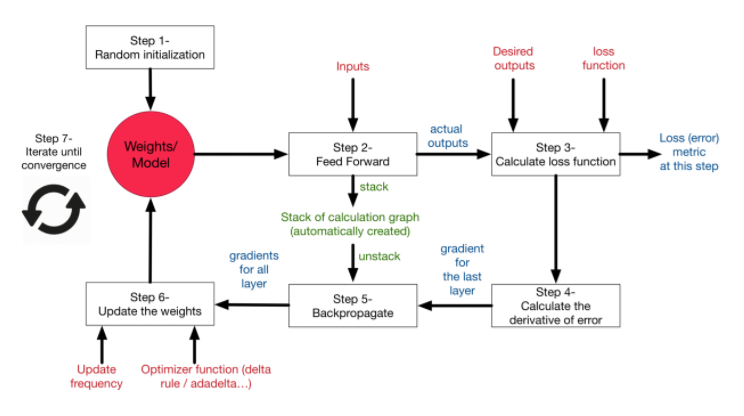 Step 1-
Random initialization
Inputs
Desired
outputs
loss
function
Step 7-
Iterate until
convergence
Weights/
Model
Step 2-
Feed Forward
actual
outputs
Step 3-
Calculate loss function
Loss (error)
metric
at this step
stack
Stack of calculation graph
(automatically created)
unstack
gradients
for all
layer
gradient
for
the last
layer
Step 6-
Update the weights
Step 5-
Backpropagate
Step 4-
Calculate the
derivative of error
Update
frequency
Optimizer function (delta
rule / adadelta...)